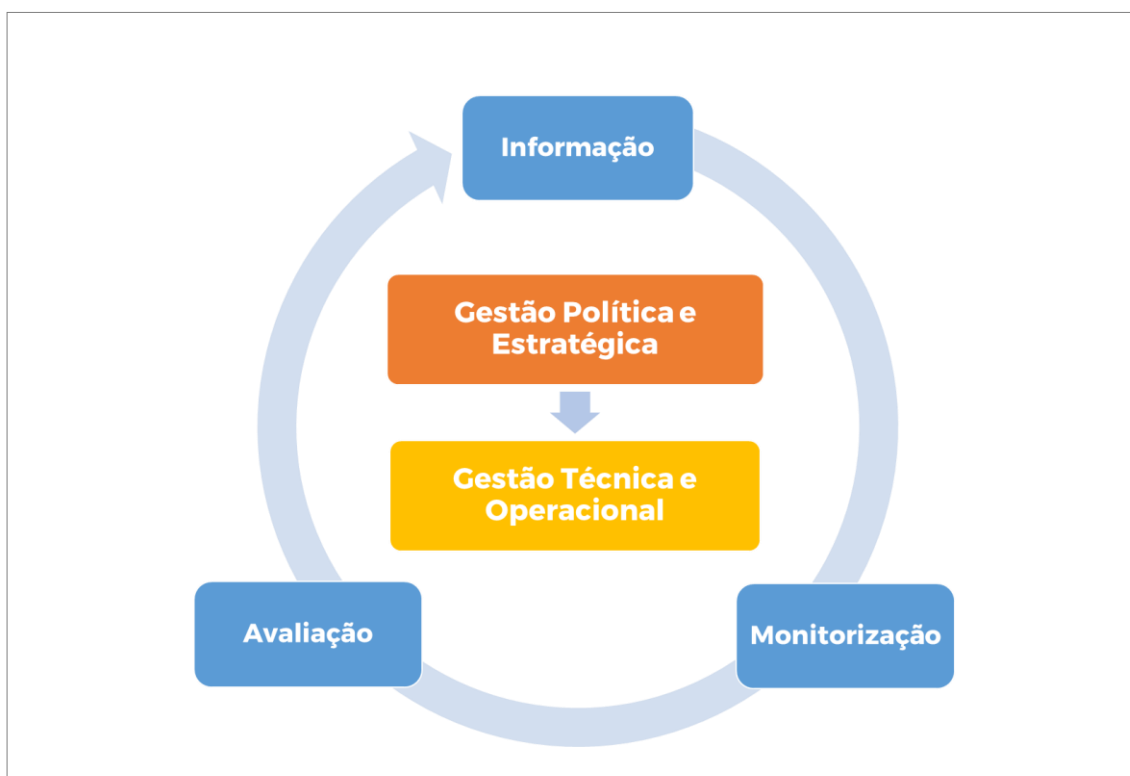 Informação
Gestão Política e
Estratégica
Gestão Técnica e
Operacional
Avaliação
Monitorização